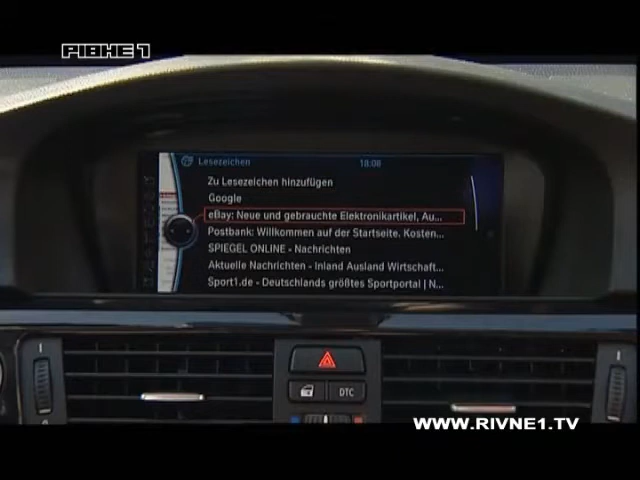 РІВНЕ 1
Lesezeichen 18:08
Zu Lesezeichen hinzufügen
Google
eBay: Neue und gebrauchte Elektronikartikel, Au...
Postbank: Willkommen auf der Startseite. Kosten...
SPIEGEL ONLINE - Nachrichten
Aktuelle Nachrichten - Inland Ausland Wirtschaft...
Sport1.de - Deutschlands größtes Sportportal | N...
DTC
WWW.RIVNE1.TV